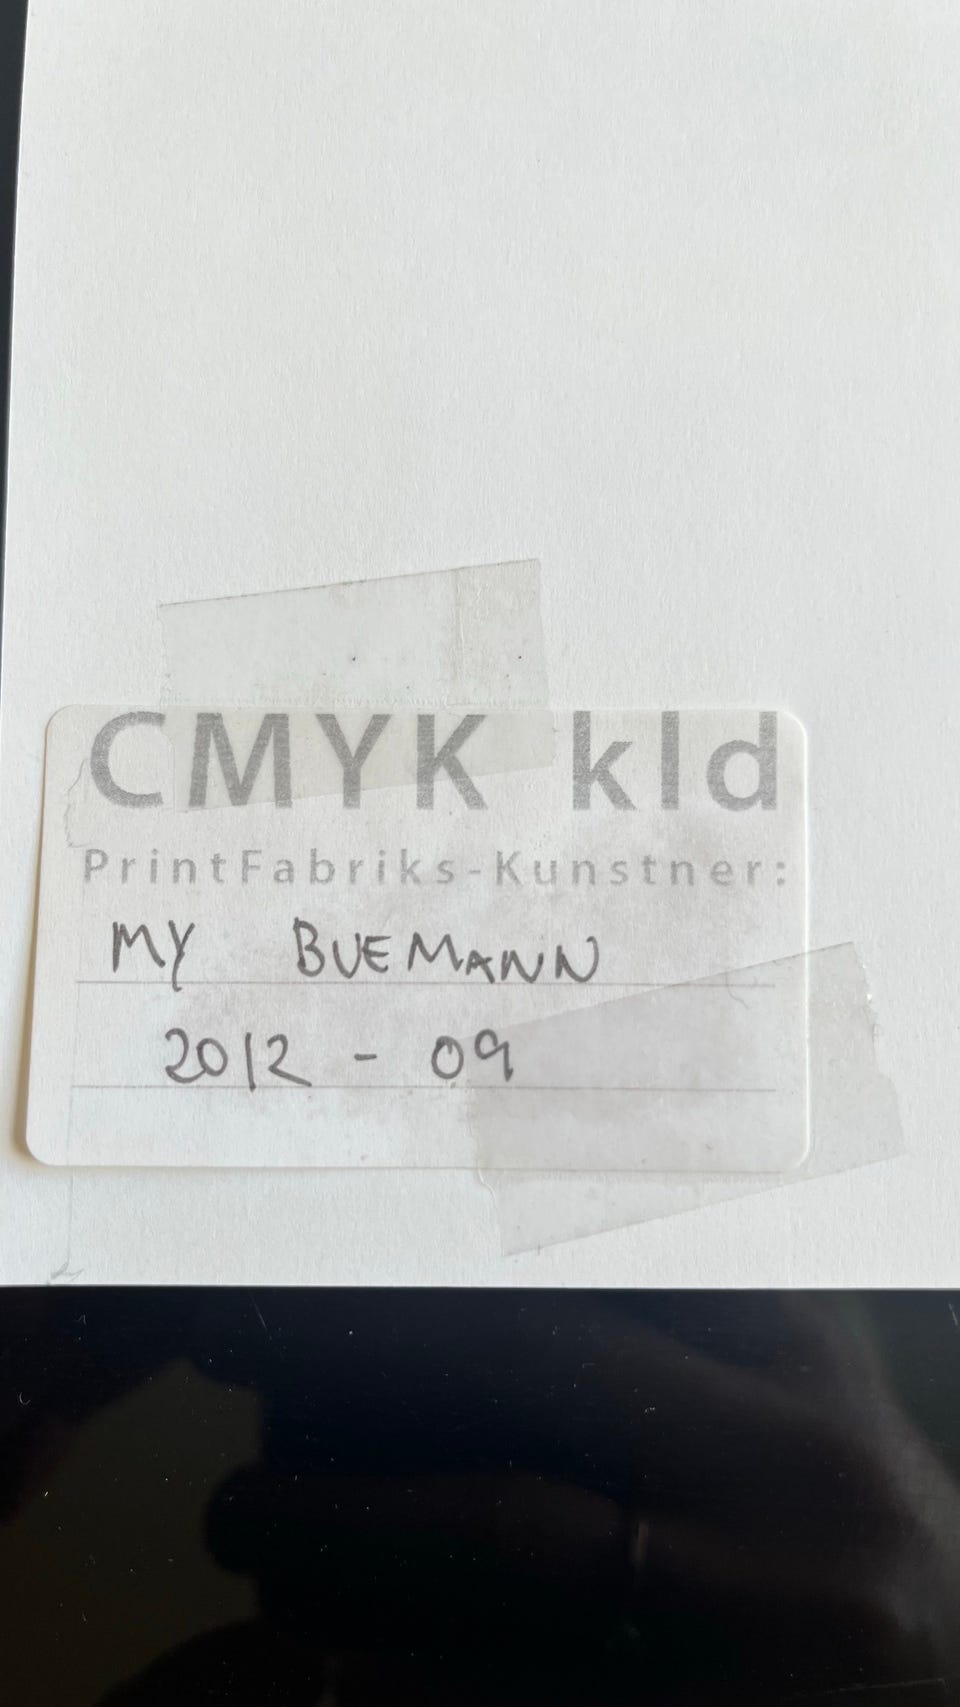 CMYK kld
PrintFabriks-Kunstner:
MY BUEMANN
2012 - 09